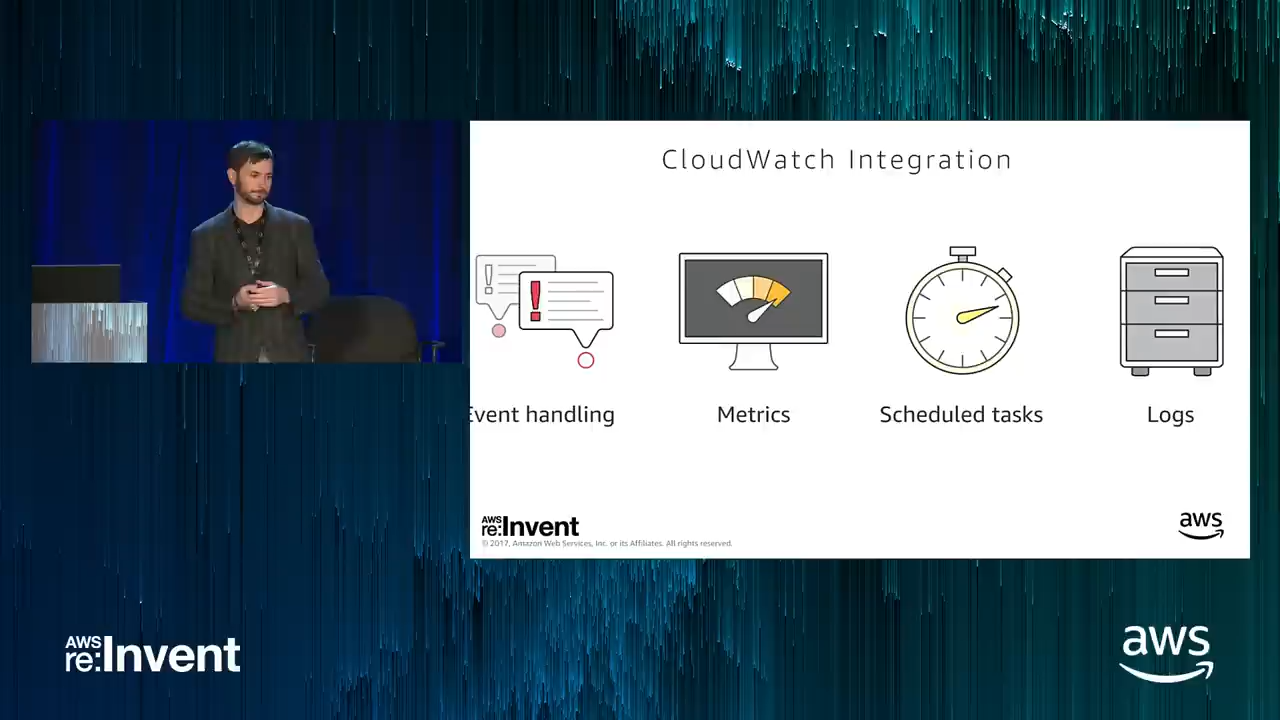 CloudWatch Integration
Event handling
Metrics
Scheduled tasks
Logs
AWS
re:Invent
© 2017, Amazon Web Services, Inc. or its Affiliates. All rights reserved.
aws
AWS
re:Invent
aws